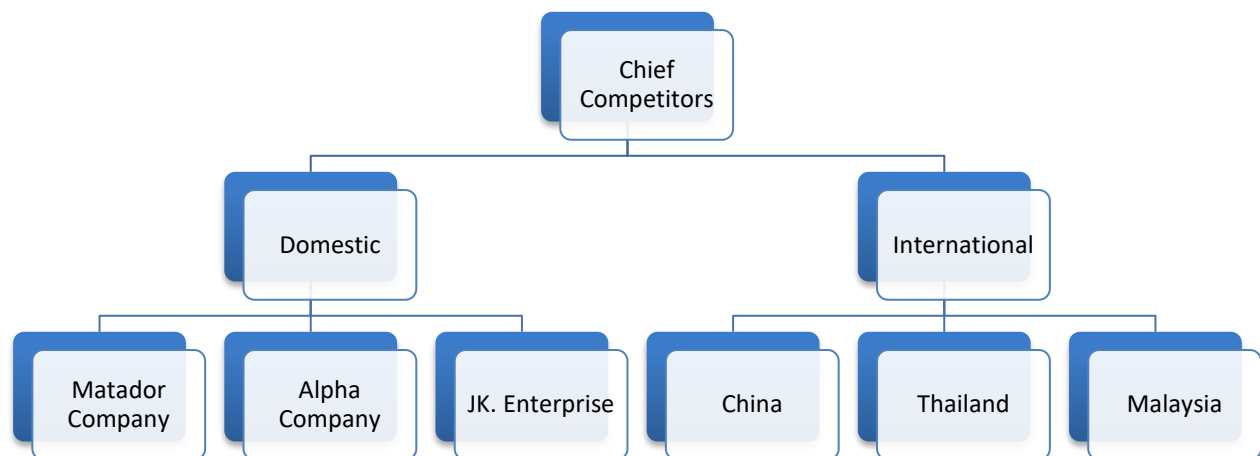 Chief
Competitors
Domestic
International
Matador
Company
Alpha
Company
JK. Enterprise
China
Thailand
Malaysia